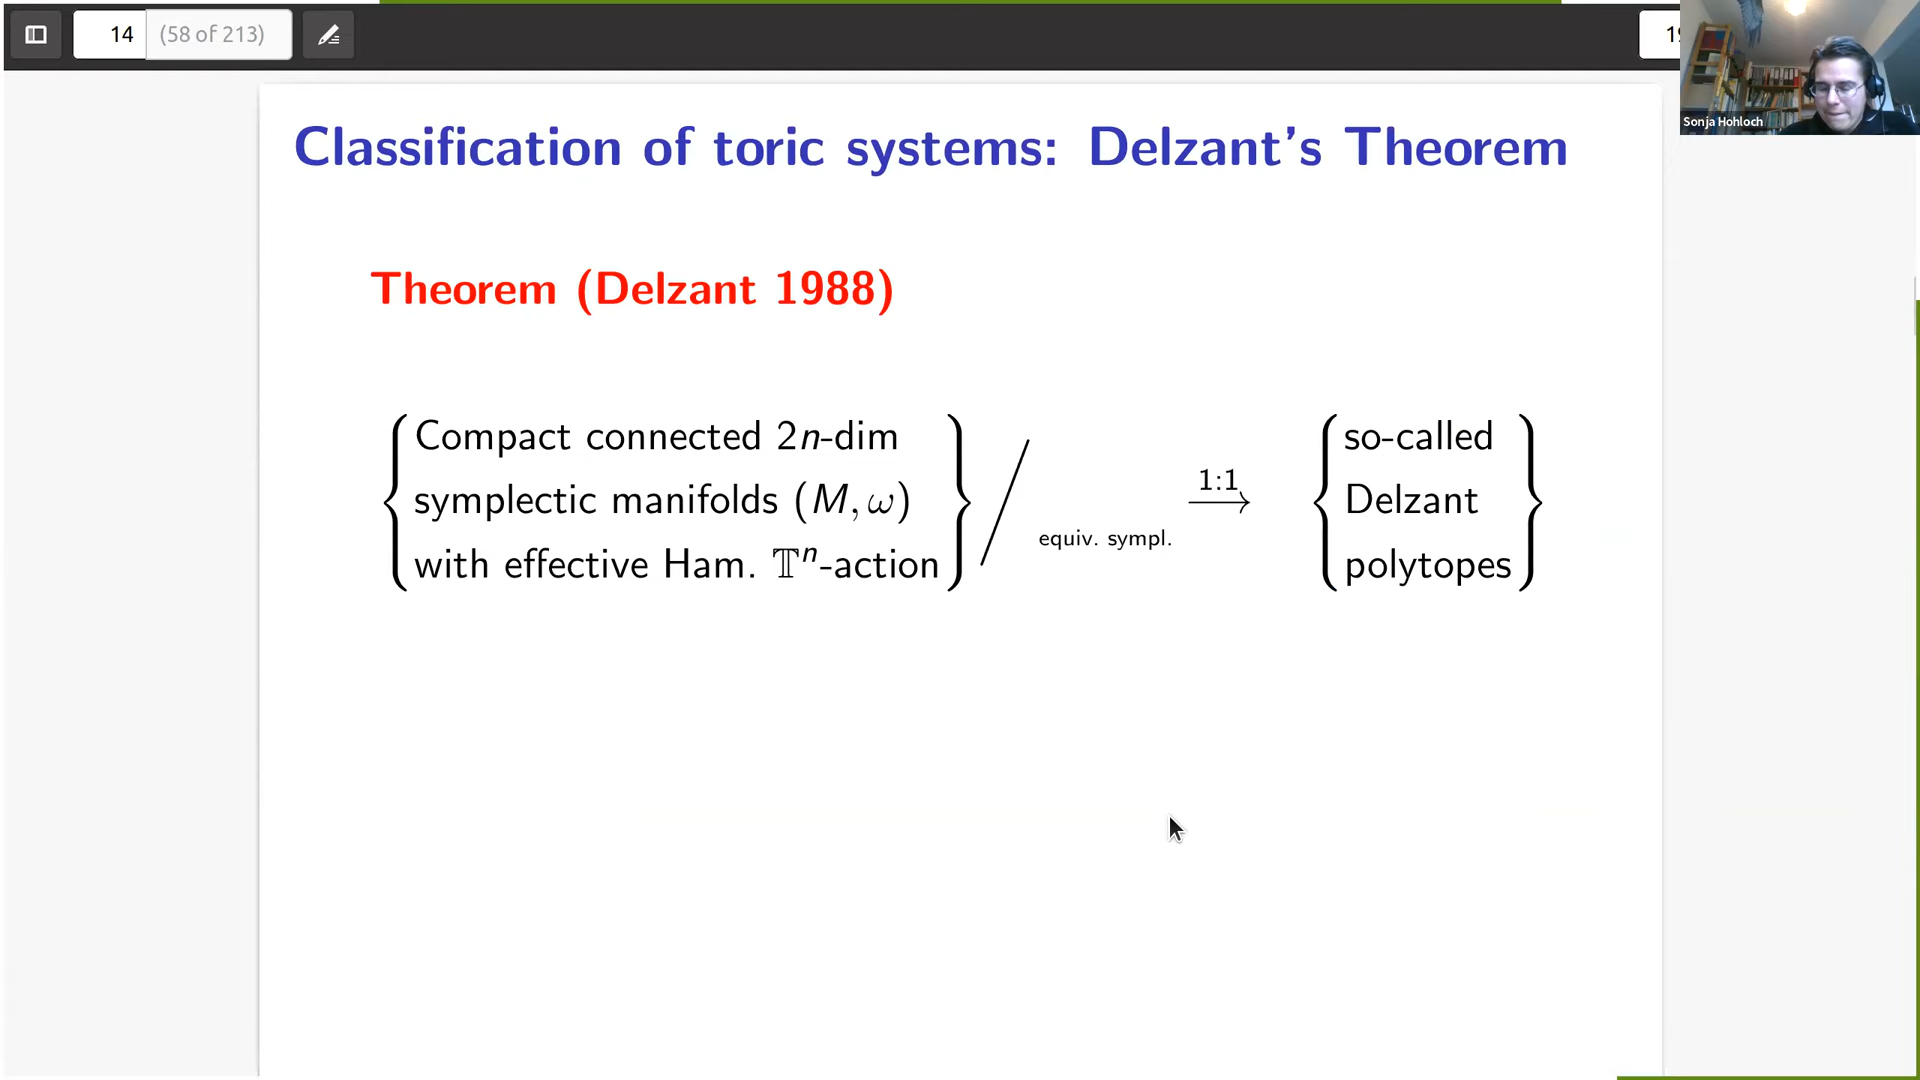 14 (58 of 213)
Sonja Hohloch
Classification of toric systems: Delzant's Theorem
Theorem (Delzant 1988)
Compact connected 2n-dim
symplectic manifolds (M, ω)
with effective Ham. 𝕋ⁿ-action
equiv. sympl.
1:1
so-called
Delzant
polytopes